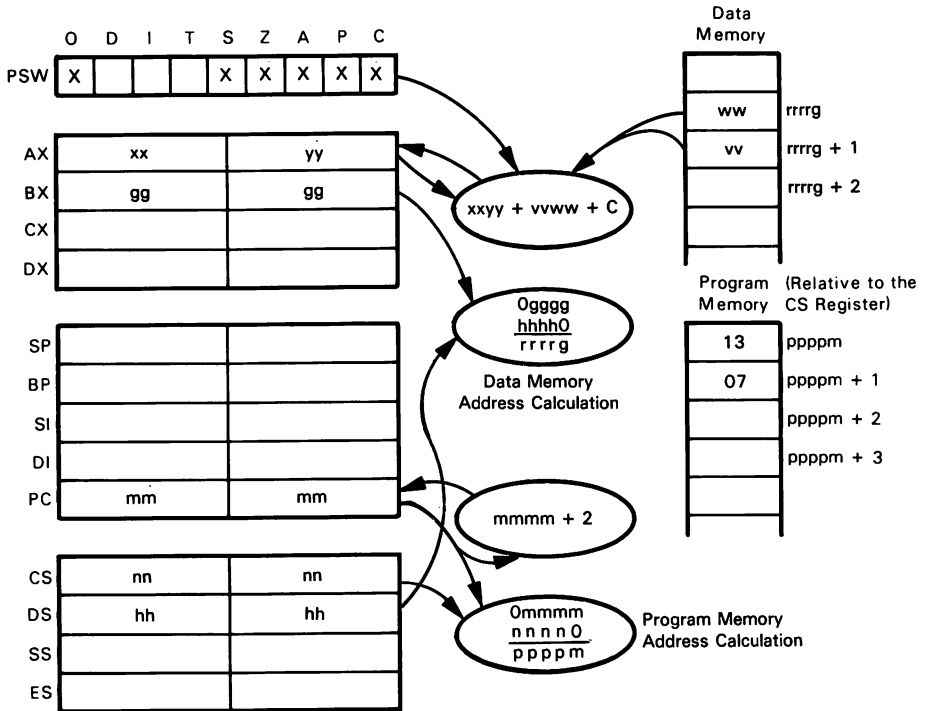 O D I T S Z A P C
PSW X X X X X X
AX xx yy
BX gg gg
CX
DX
xxyy + vvww + C
Data
Memory
ww rrrrg
vv rrrrg + 1
rrrrg + 2
0gggg
hhhh0
rrrrg
Data Memory
Address Calculation
Program
Memory
(Relative to the
CS Register)
13 ppppm
07 ppppm + 1
ppppm + 2
ppppm + 3
SP
BP
SI
DI
PC mm mm
mmmm + 2
CS nn nn
DS hh hh
SS
ES
0mmmm
nnnn0
ppppm
Program Memory
Address Calculation